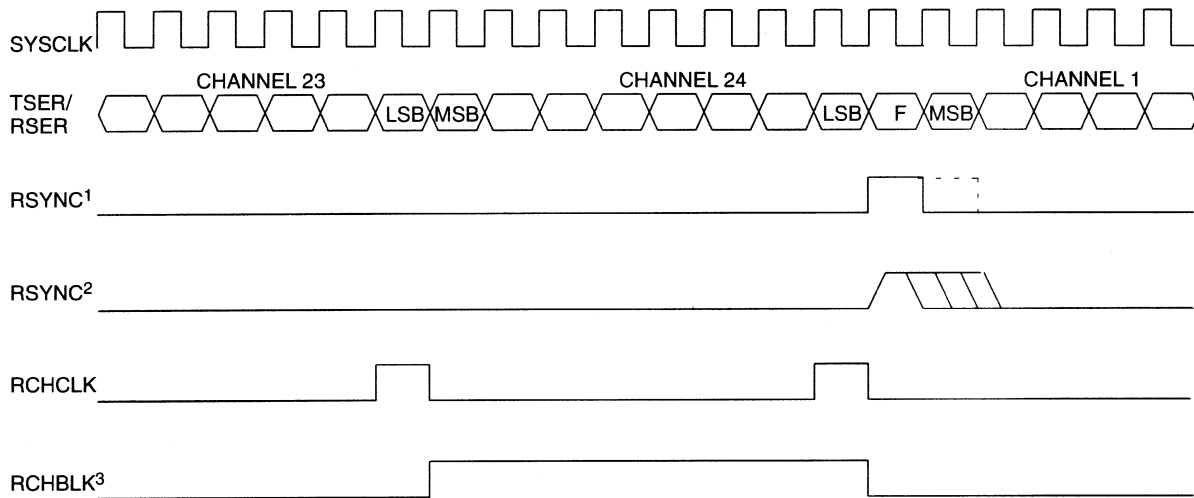 SYSCLK
CHANNEL 23 CHANNEL 24 CHANNEL 1
TSER/
RSER
LSB MSB LSB F MSB
RSYNC¹
RSYNC²
RCHCLK
RCHBLK³